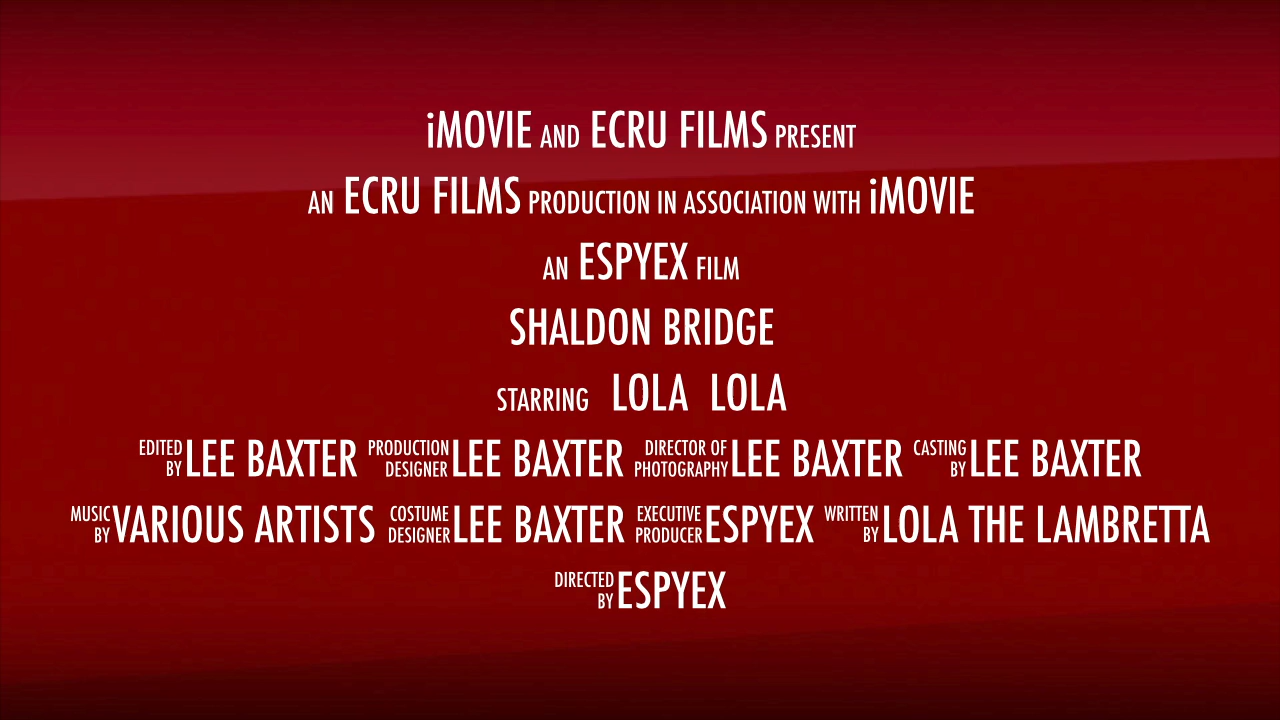 iMOVIE AND ECRU FILMS PRESENT
AN ECRU FILMS PRODUCTION IN ASSOCIATION WITH iMOVIE
AN ESPYEX FILM
SHALDON BRIDGE
STARRING LOLA LOLA
EDITED BY LEE BAXTER PRODUCTION DESIGNER LEE BAXTER DIRECTOR OF PHOTOGRAPHY LEE BAXTER CASTING BY LEE BAXTER
MUSIC BY VARIOUS ARTISTS COSTUME DESIGNER LEE BAXTER EXECUTIVE PRODUCER ESPYEX WRITTEN BY LOLA THE LAMBRETTA
DIRECTED BY ESPYEX